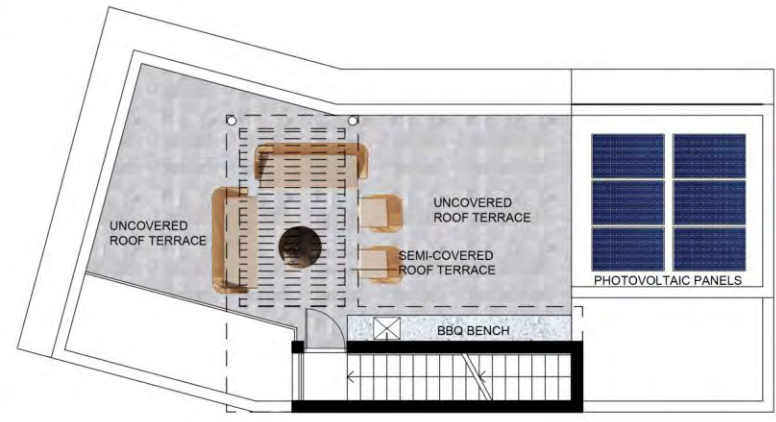 UNCOVERED
ROOF TERRACE
UNCOVERED
ROOF TERRACE
SEMI-COVERED
ROOF TERRACE
PHOTOVOLTAIC PANELS
BBQ BENCH